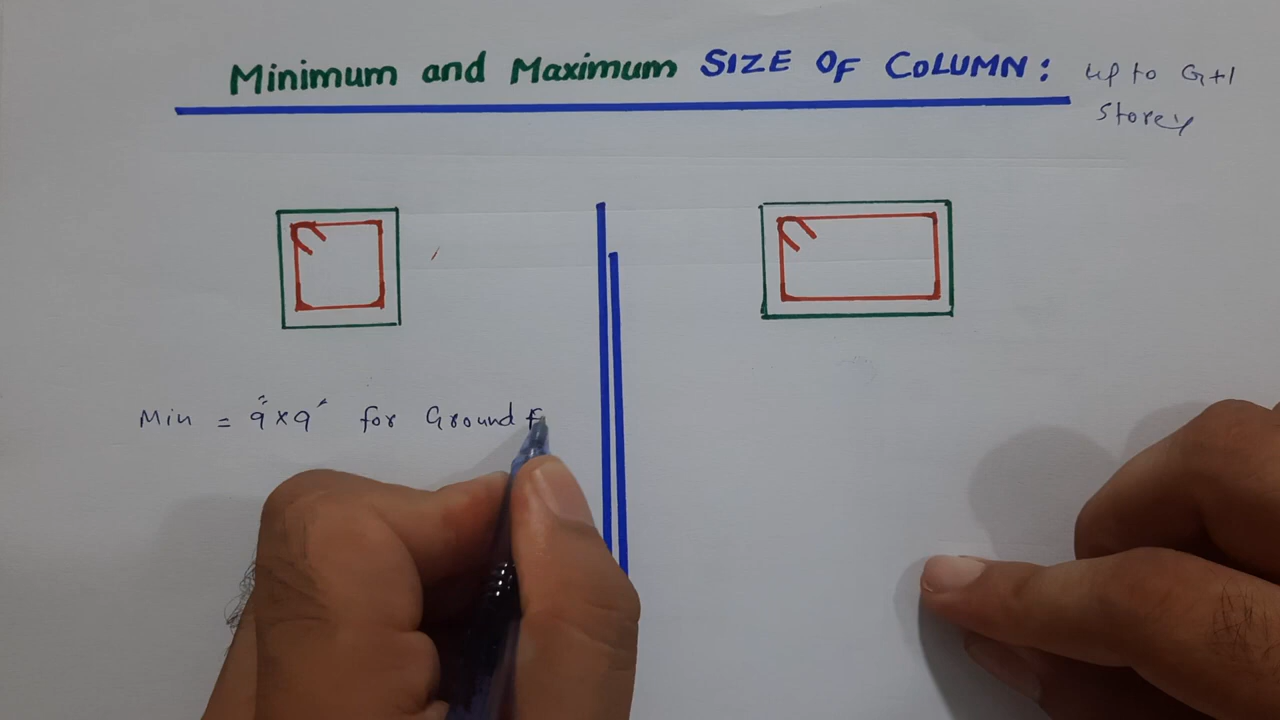 Minimum and Maximum SIZE OF COLUMN:
up to G+1
Storey
Min = 9"x9" for Ground F